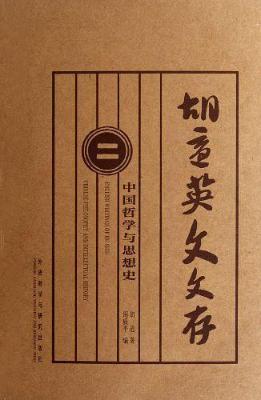 胡适英文文存
二
ENGLISH WRITINGS OF HU SHIH
中国哲学与思想史
CHINESE PHILOSOPHY AND INTELLECTUAL HISTORY
胡适 著
周质平 编
外语教学与研究出版社